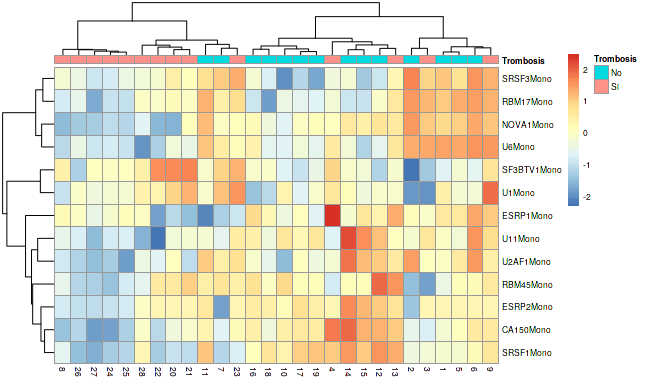 Trombosis
SRSF3Mono
RBM17Mono
NOVA1Mono
U6Mono
SF3BTV1Mono
U1Mono
ESRP1Mono
U11Mono
U2AF1Mono
RBM45Mono
ESRP2Mono
CA150Mono
SRSF1Mono
8 26 27 24 25 28 22 20 21 11 7 23 16 18 10 17 19 4 14 15 12 13 2 3 1 5 6 9
2
1
0
-1
-2
Trombosis
No
SI